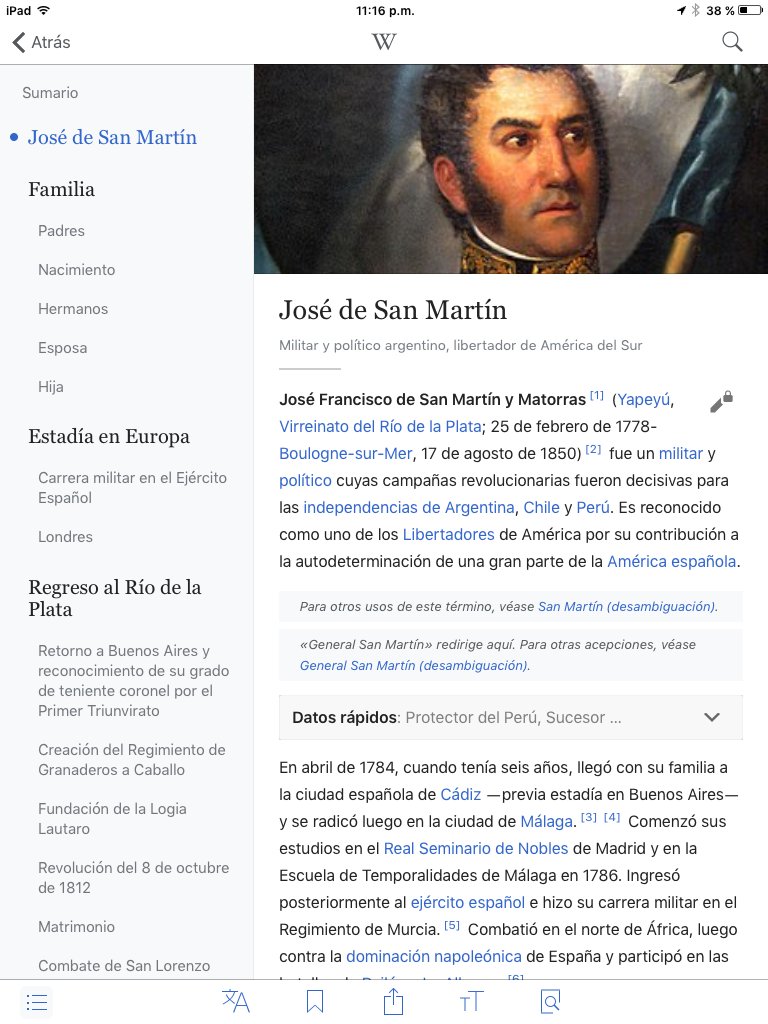 iPad
11:16 p.m.
38 %
Atrás
W
Sumario
José de San Martín
Familia
Padres
Nacimiento
Hermanos
Esposa
Hija
Estadía en Europa
Carrera militar en el Ejército
Español
Londres
Regreso al Río de la
Plata
Retorno a Buenos Aires y
reconocimiento de su grado
de teniente coronel por el
Primer Triunvirato
Creación del Regimiento de
Granaderos a Caballo
Fundación de la Logia
Lautaro
Revolución del 8 de octubre
de 1812
Matrimonio
Combate de San Lorenzo
José de San Martín
Militar y político argentino, libertador de América del Sur
José Francisco de San Martín y Matorras [1] (Yapeyú,
Virreinato del Río de la Plata; 25 de febrero de 1778-
Boulogne-sur-Mer, 17 de agosto de 1850) [2] fue un militar y
político cuyas campañas revolucionarias fueron decisivas para
las independencias de Argentina, Chile y Perú. Es reconocido
como uno de los Libertadores de América por su contribución a
la autodeterminación de una gran parte de la América española.
Para otros usos de este término, véase San Martín (desambiguación).
«General San Martín» redirige aquí. Para otras acepciones, véase
General San Martín (desambiguación).
Datos rápidos: Protector del Perú, Sucesor ...
En abril de 1784, cuando tenía seis años, llegó con su familia a
la ciudad española de Cádiz —previa estadía en Buenos Aires—
y se radicó luego en la ciudad de Málaga. [3] [4] Comenzó sus
estudios en el Real Seminario de Nobles de Madrid y en la
Escuela de Temporalidades de Málaga en 1786. Ingresó
posteriormente al ejército español e hizo su carrera militar en el
Regimiento de Murcia. [5] Combatió en el norte de África, luego
contra la dominación napoleónica de España y participó en las
[6]